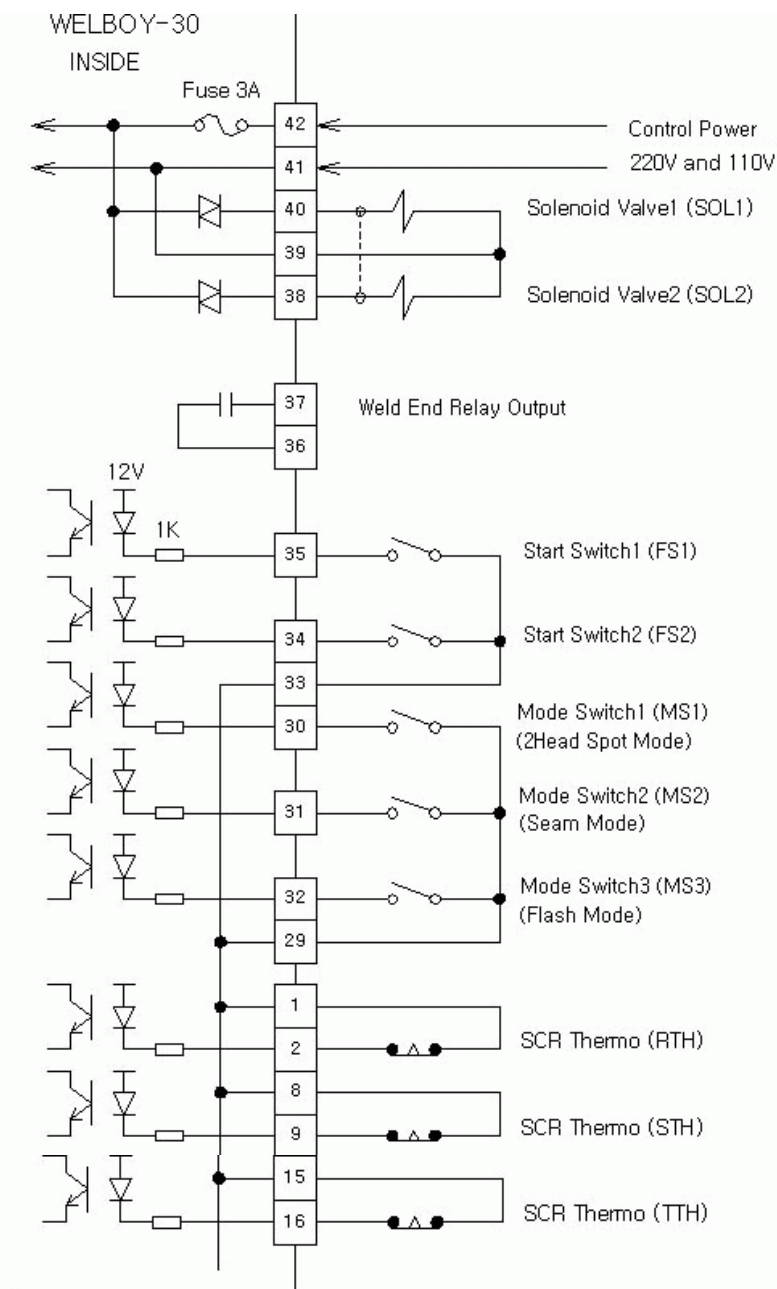 WELBOY-30
INSIDE
Fuse 3A
42
Control Power
41
220V and 110V
40
Solenoid Valve1 (SOL1)
39
38
Solenoid Valve2 (SOL2)
37
Weld End Relay Output
36
12V
1K
35
Start Switch1 (FS1)
34
Start Switch2 (FS2)
33
30
Mode Switch1 (MS1)
(2Head Spot Mode)
31
Mode Switch2 (MS2)
(Seam Mode)
32
Mode Switch3 (MS3)
(Flash Mode)
29
1
2
SCR Thermo (RTH)
8
9
SCR Thermo (STH)
15
16
SCR Thermo (TTH)